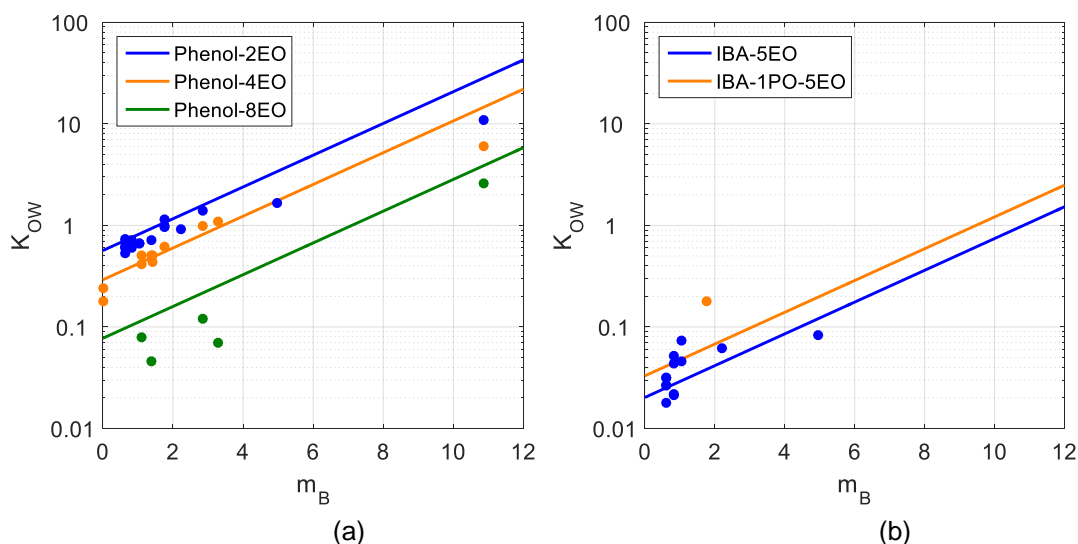 100
10
1
0.1
0.01
K_OW
Phenol-2EO
Phenol-4EO
Phenol-8EO
0 2 4 6 8 10 12
m_B
(a)
100
10
1
0.1
0.01
K_OW
IBA-5EO
IBA-1PO-5EO
0 2 4 6 8 10 12
m_B
(b)